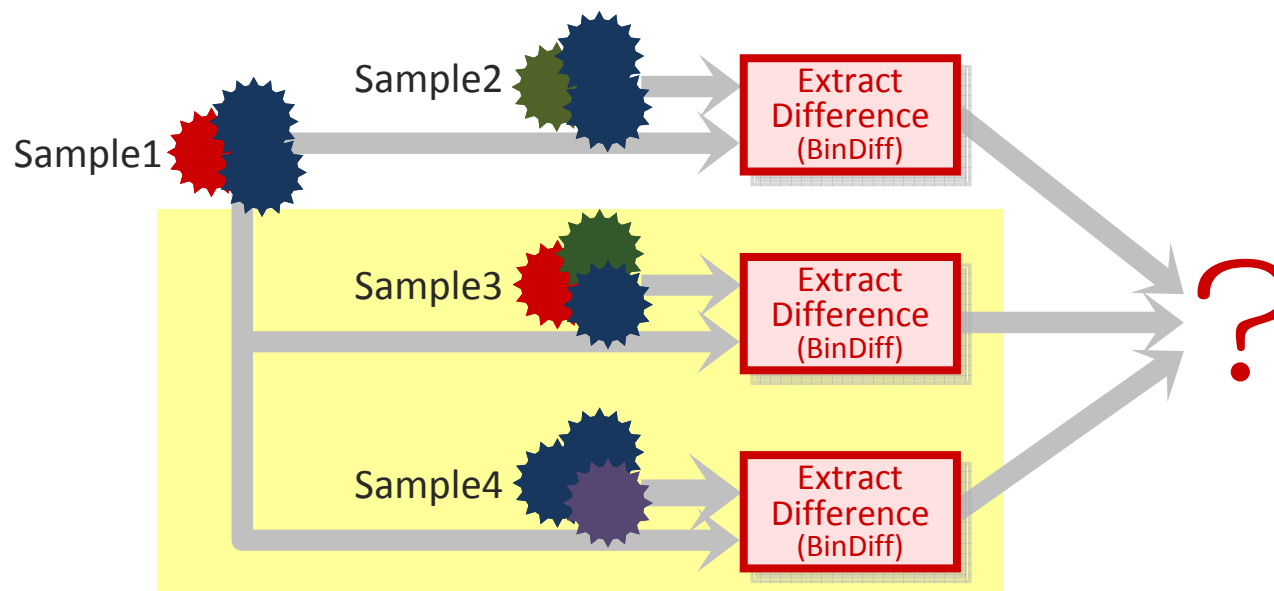 Sample2
Extract
Difference
(BinDiff)
Sample1
Sample3
Extract
Difference
(BinDiff)
?
Sample4
Extract
Difference
(BinDiff)